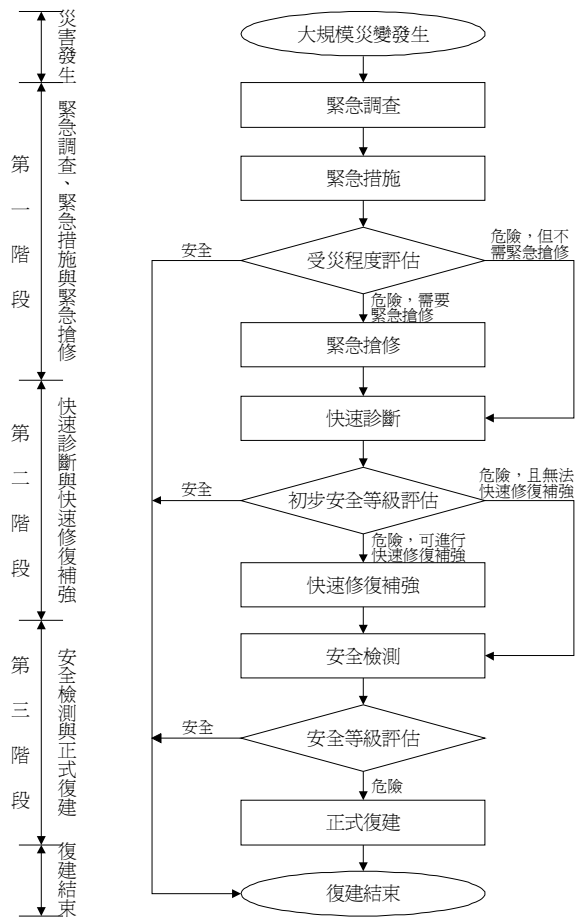 災害發生
大規模災變發生
第一階段
緊急調查、緊急措施與緊急搶修
緊急調查
緊急措施
受災程度評估
安全
危險，但不
需緊急搶修
危險，需要
緊急搶修
緊急搶修
第二階段
快速診斷與快速修復補強
快速診斷
初步安全等級評估
安全
危險，且無法
快速修復補強
危險，可進行
快速修復補強
快速修復補強
第三階段
安全檢測與正式復建
安全檢測
安全等級評估
安全
危險
正式復建
復建結束
復建結束